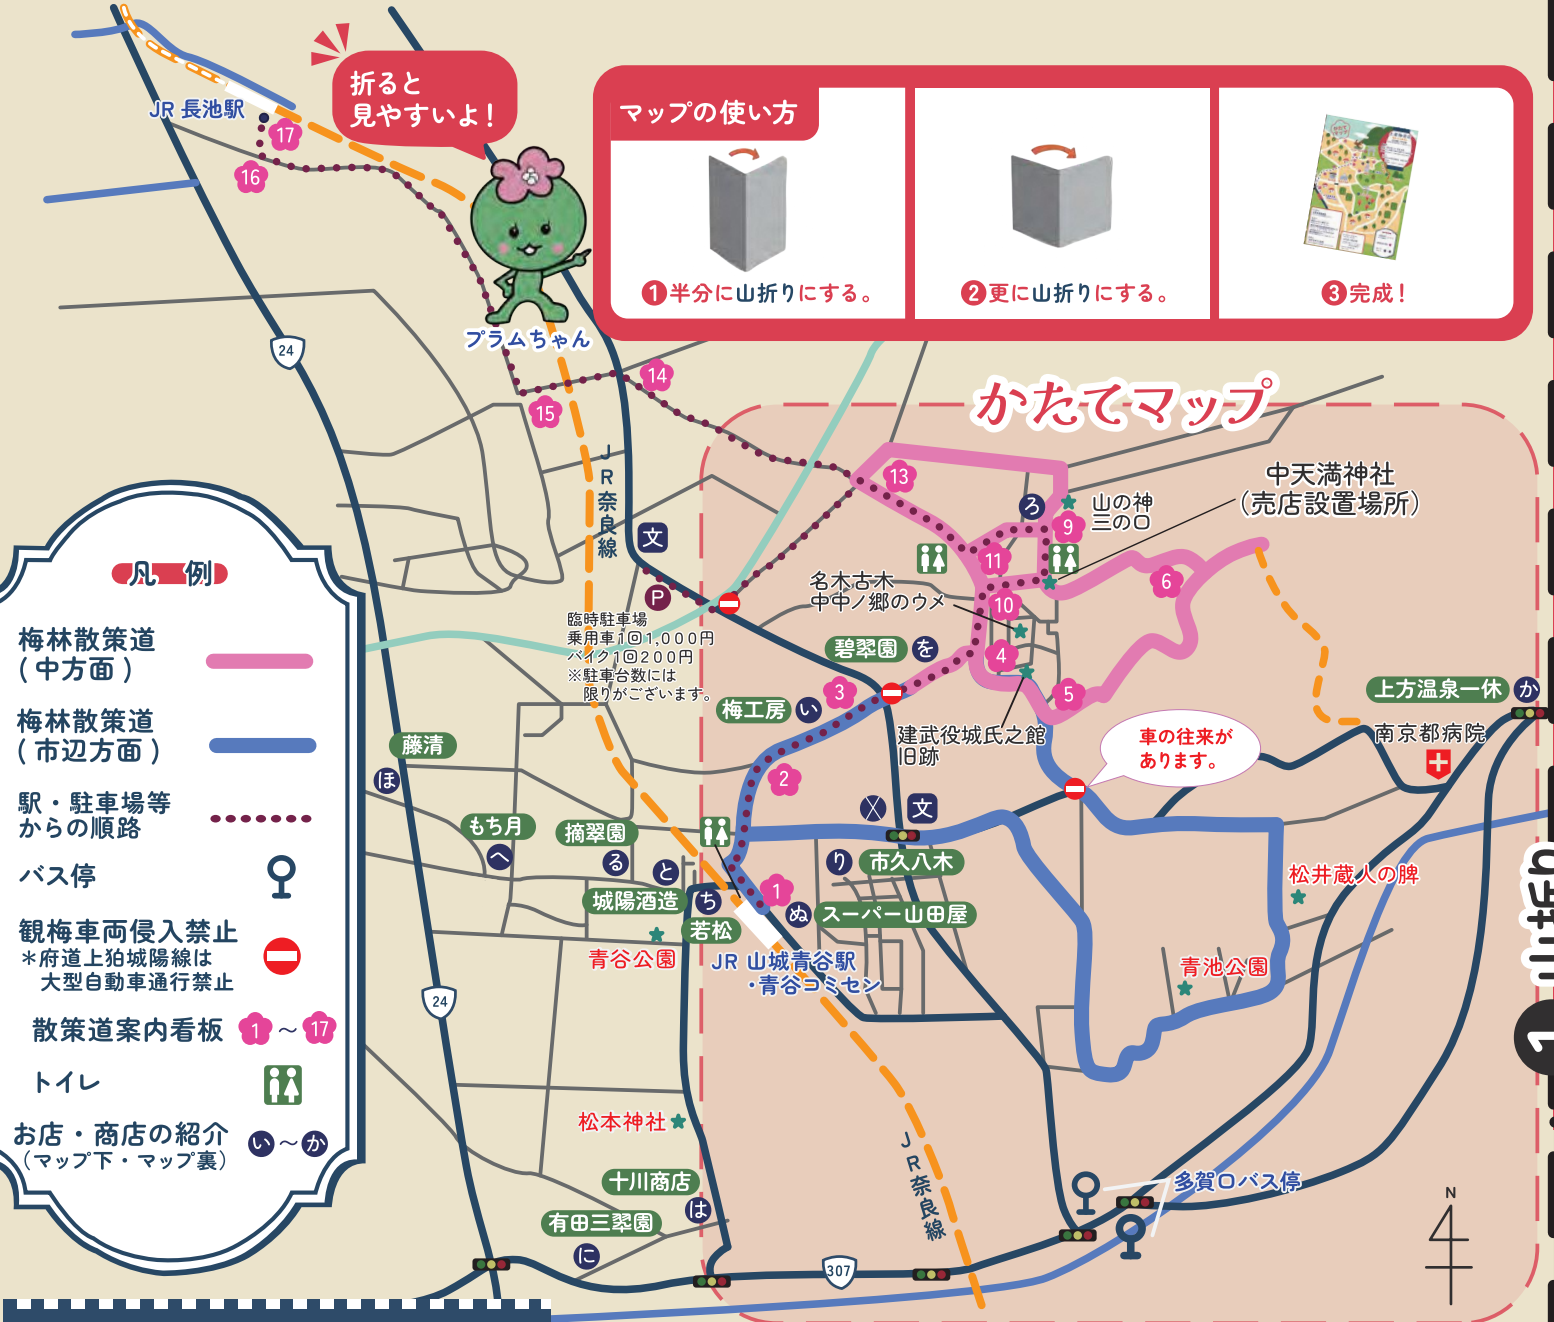 JR 長池駅
17
16
折ると
見やすいよ！
マップの使い方
❶半分に山折りにする。
❷更に山折りにする。
❸完成！
プラムちゃん
24
14
15
JR奈良線
かたてマップ
13
ろ
山の神
三の口
9
中天満神社
（売店設置場所）
文
11
6
P
名木古木
中中ノ郷のウメ
10
臨時駐車場
乗用車1回1,000円
バイク1回200円
※駐車台数には
限りがございます。
碧翆園
を
4
5
3
梅工房
い
上方温泉一休
か
建武役城氏之館
旧跡
車の往来が
あります。
南京都病院
凡 例
梅林散策道
( 中方面 )
梅林散策道
( 市辺方面 )
駅・駐車場等
からの順路
バス停
観梅車両侵入禁止
＊府道上狛城陽線は
大型自動車通行禁止
散策道案内看板
1
～
17
トイレ
お店・商店の紹介
（マップ下・マップ裏）
い～か
藤清
ほ
2
文
もち月
へ
摘翠園
る
と
り
市久八木
松井蔵人の碑
城陽酒造
ち
1
ぬ
スーパー山田屋
若松
青谷公園
JR 山城青谷駅
・青谷コミセン
青池公園
24
松本神社
JR奈良線
十川商店
は
有田三翆園
に
多賀口バス停
307
N
1